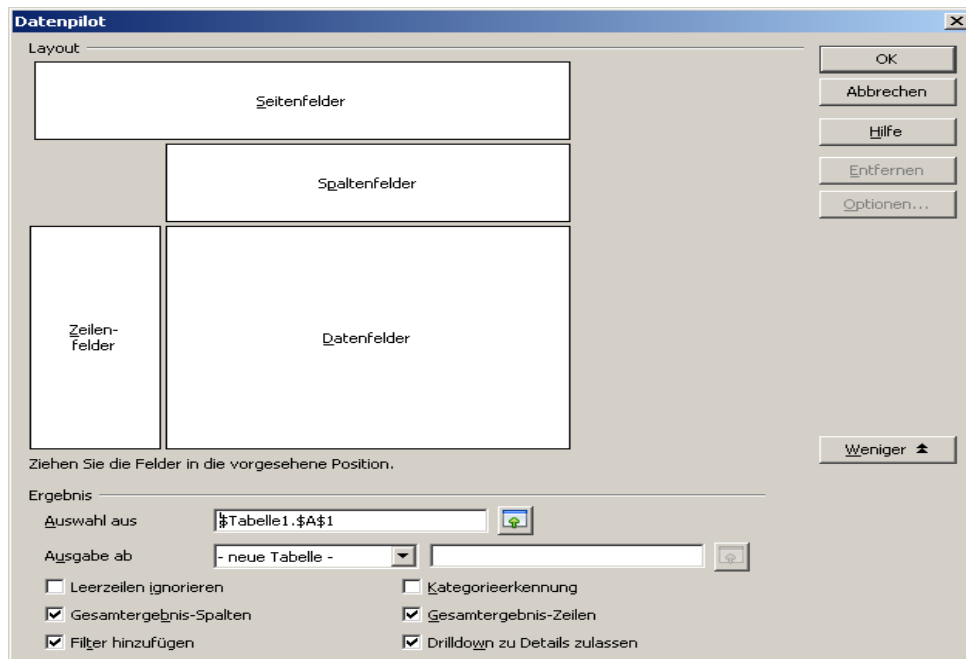 Datenpilot
Layout
OK
Seitenfelder
Abbrechen
Hilfe
Spaltenfelder
Entfernen
Optionen...
Zeilen-
felder
Datenfelder
Weniger
Ziehen Sie die Felder in die vorgesehene Position.
Ergebnis
Auswahl aus $Tabelle1.$A$1
Ausgabe ab - neue Tabelle -
Leerzeilen ignorieren Kategorieerkennung
Gesamtergebnis-Spalten Gesamtergebnis-Zeilen
Filter hinzufügen Drilldown zu Details zulassen